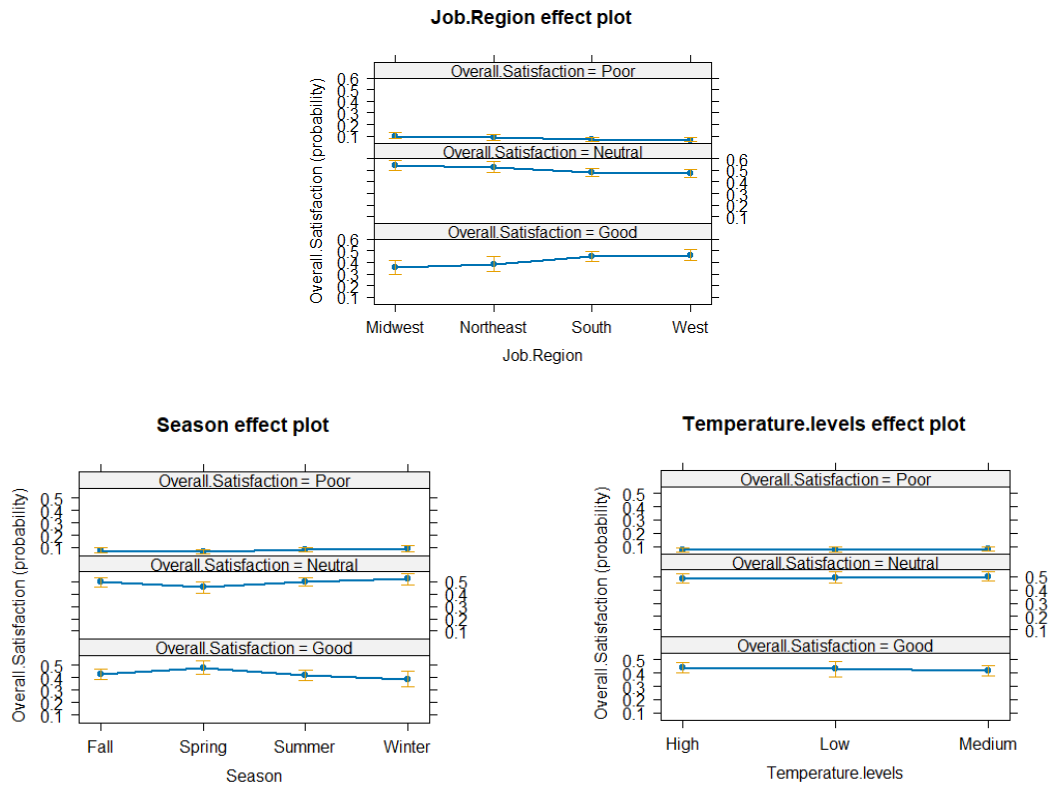 Job.Region effect plot
Overall.Satisfaction (probability)
Overall.Satisfaction = Poor
0.6
0.5
0.4
0.3
0.2
0.1
Overall.Satisfaction = Neutral
0.6
0.5
0.4
0.3
0.2
0.1
Overall.Satisfaction = Good
0.6
0.5
0.4
0.3
0.2
0.1
Midwest Northeast South West
Job.Region
Season effect plot
Overall.Satisfaction (probability)
Overall.Satisfaction = Poor
0.5
0.4
0.3
0.2
0.1
Overall.Satisfaction = Neutral
0.5
0.4
0.3
0.2
0.1
Overall.Satisfaction = Good
0.5
0.4
0.3
0.2
0.1
Fall Spring Summer Winter
Season
Temperature.levels effect plot
Overall.Satisfaction (probability)
Overall.Satisfaction = Poor
0.5
0.4
0.3
0.2
0.1
Overall.Satisfaction = Neutral
0.5
0.4
0.3
0.2
0.1
Overall.Satisfaction = Good
0.5
0.4
0.3
0.2
0.1
High Low Medium
Temperature.levels